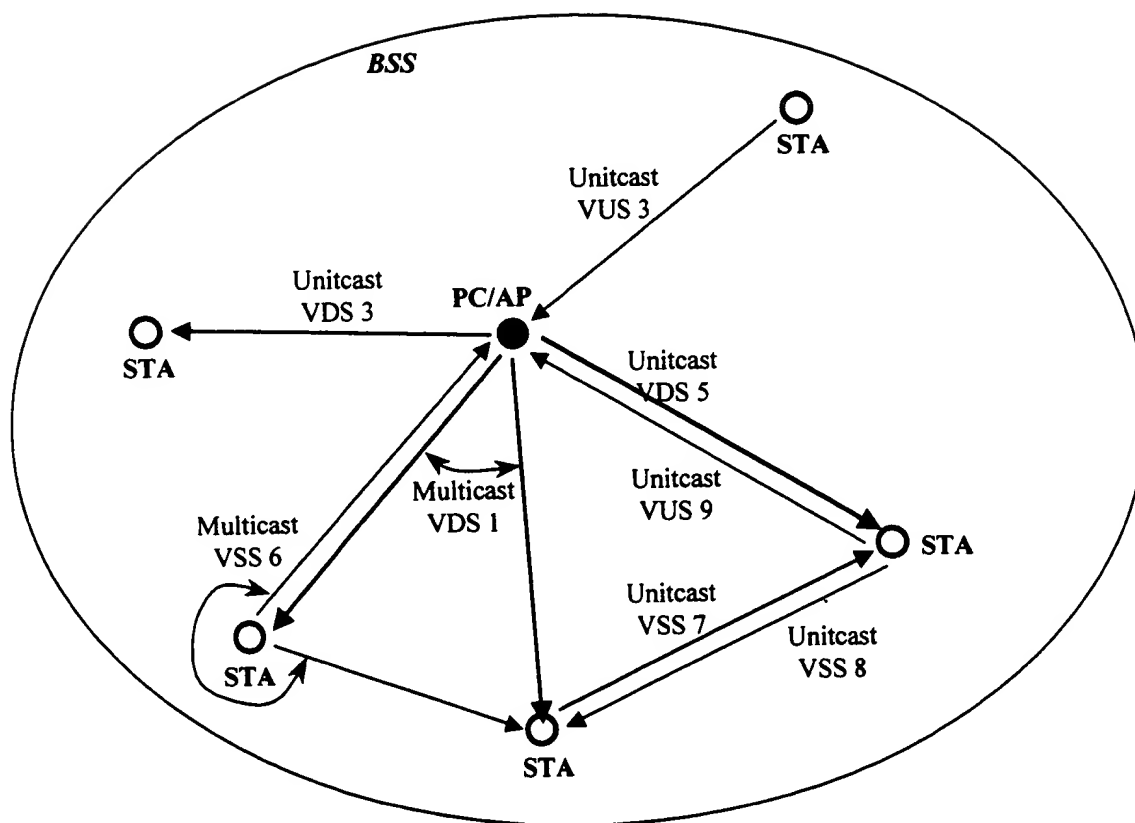 BSS
STA
Unitcast
VUS 3
Unitcast
VDS 3
PC/AP
STA
Unitcast
VDS 5
Multicast
VDS 1
Unitcast
VUS 9
Multicast
VSS 6
STA
Unitcast
VSS 7
Unitcast
VSS 8
STA
STA